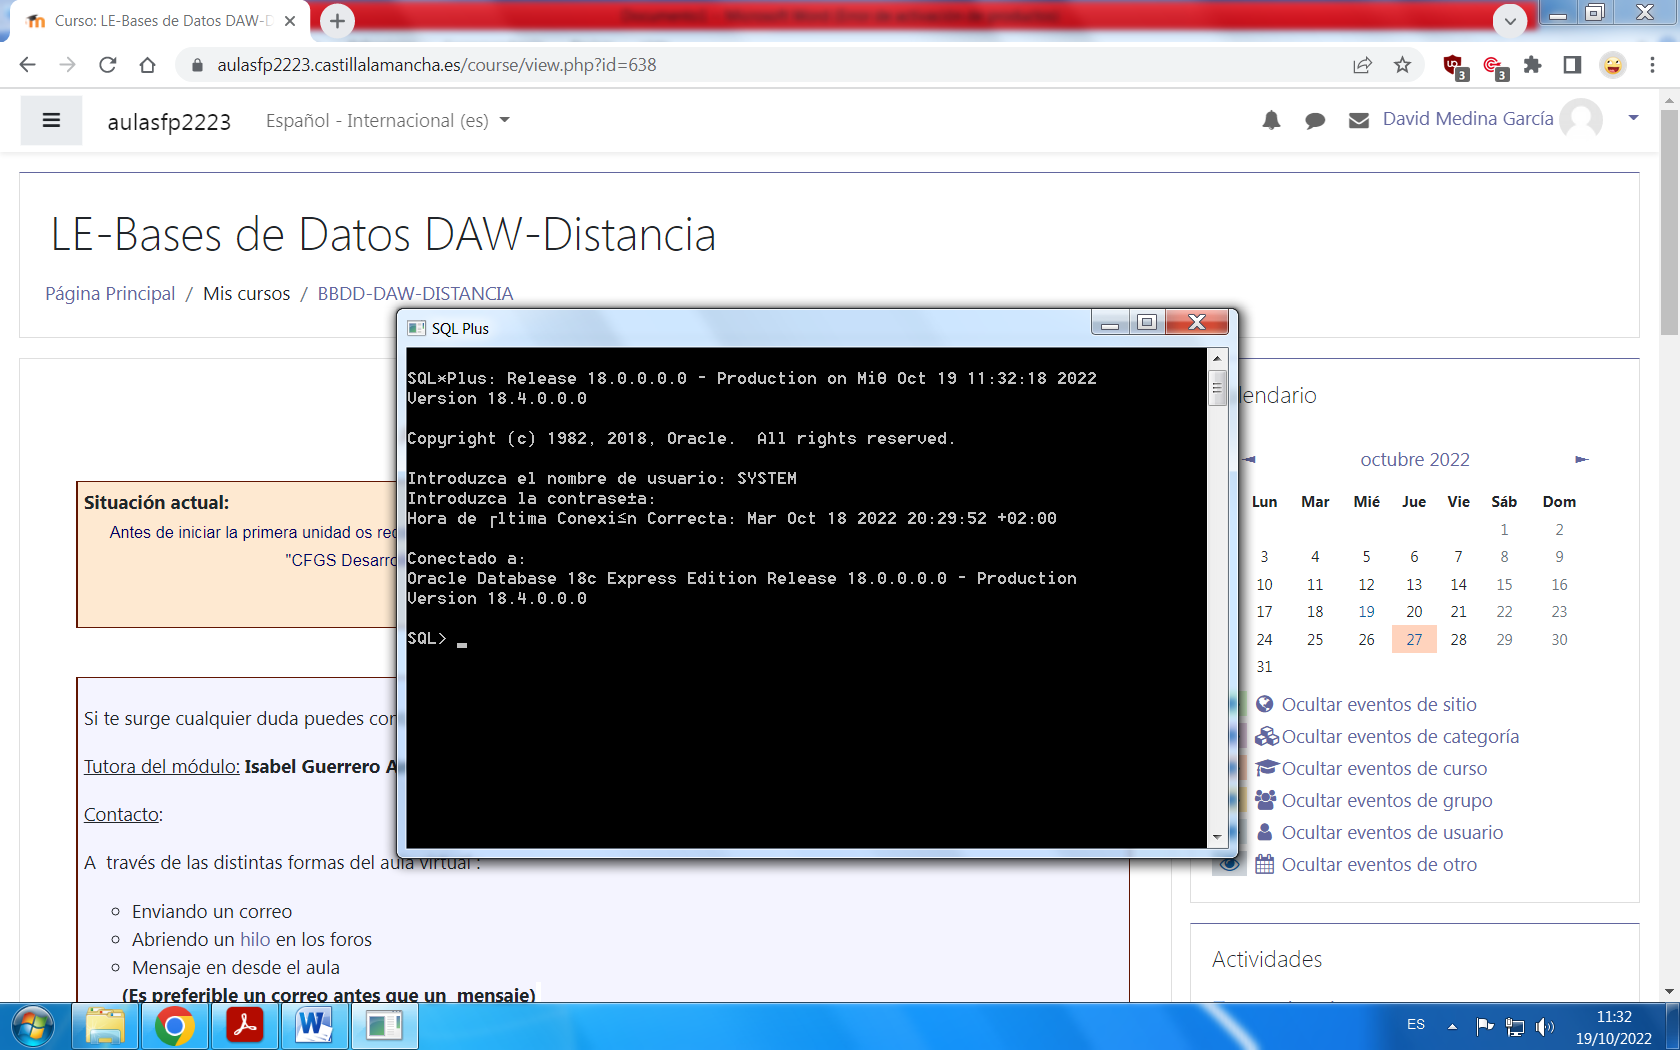 Curso: LE-Bases de Datos DAW-D
aulasfp2223.castillalamancha.es/course/view.php?id=638
3
3
aulasfp2223
Español - Internacional (es)
David Medina García
LE-Bases de Datos DAW-Distancia
Página Principal / Mis cursos / BBDD-DAW-DISTANCIA
Situación actual:
Antes de iniciar la primera unidad os rec
"CFGS Desarro
Si te surge cualquier duda puedes con
Tutora del módulo: Isabel Guerrero A
Contacto:
A través de las distintas formas del aula virtual :
Enviando un correo
Abriendo un hilo en los foros
Mensaje en desde el aula
(Es preferible un correo antes que un mensaje)
SQL Plus
SQL*Plus: Release 18.0.0.0.0 - Production on Miθ Oct 19 11:32:18 2022
Version 18.4.0.0.0
Copyright (c) 1982, 2018, Oracle. All rights reserved.
Introduzca el nombre de usuario: SYSTEM
Introduzca la contrase±a:
Hora de ┌ltima Conexi≤n Correcta: Mar Oct 18 2022 20:29:52 +02:00
Conectado a:
Oracle Database 18c Express Edition Release 18.0.0.0.0 - Production
Version 18.4.0.0.0
SQL> _
lendario
◄ octubre 2022 ►
Lun Mar Mié Jue Vie Sáb Dom
1 2
3 4 5 6 7 8 9
10 11 12 13 14 15 16
17 18 19 20 21 22 23
24 25 26 27 28 29 30
31
Ocultar eventos de sitio
Ocultar eventos de categoría
Ocultar eventos de curso
Ocultar eventos de grupo
Ocultar eventos de usuario
Ocultar eventos de otro
Actividades
ES
11:32
19/10/2022